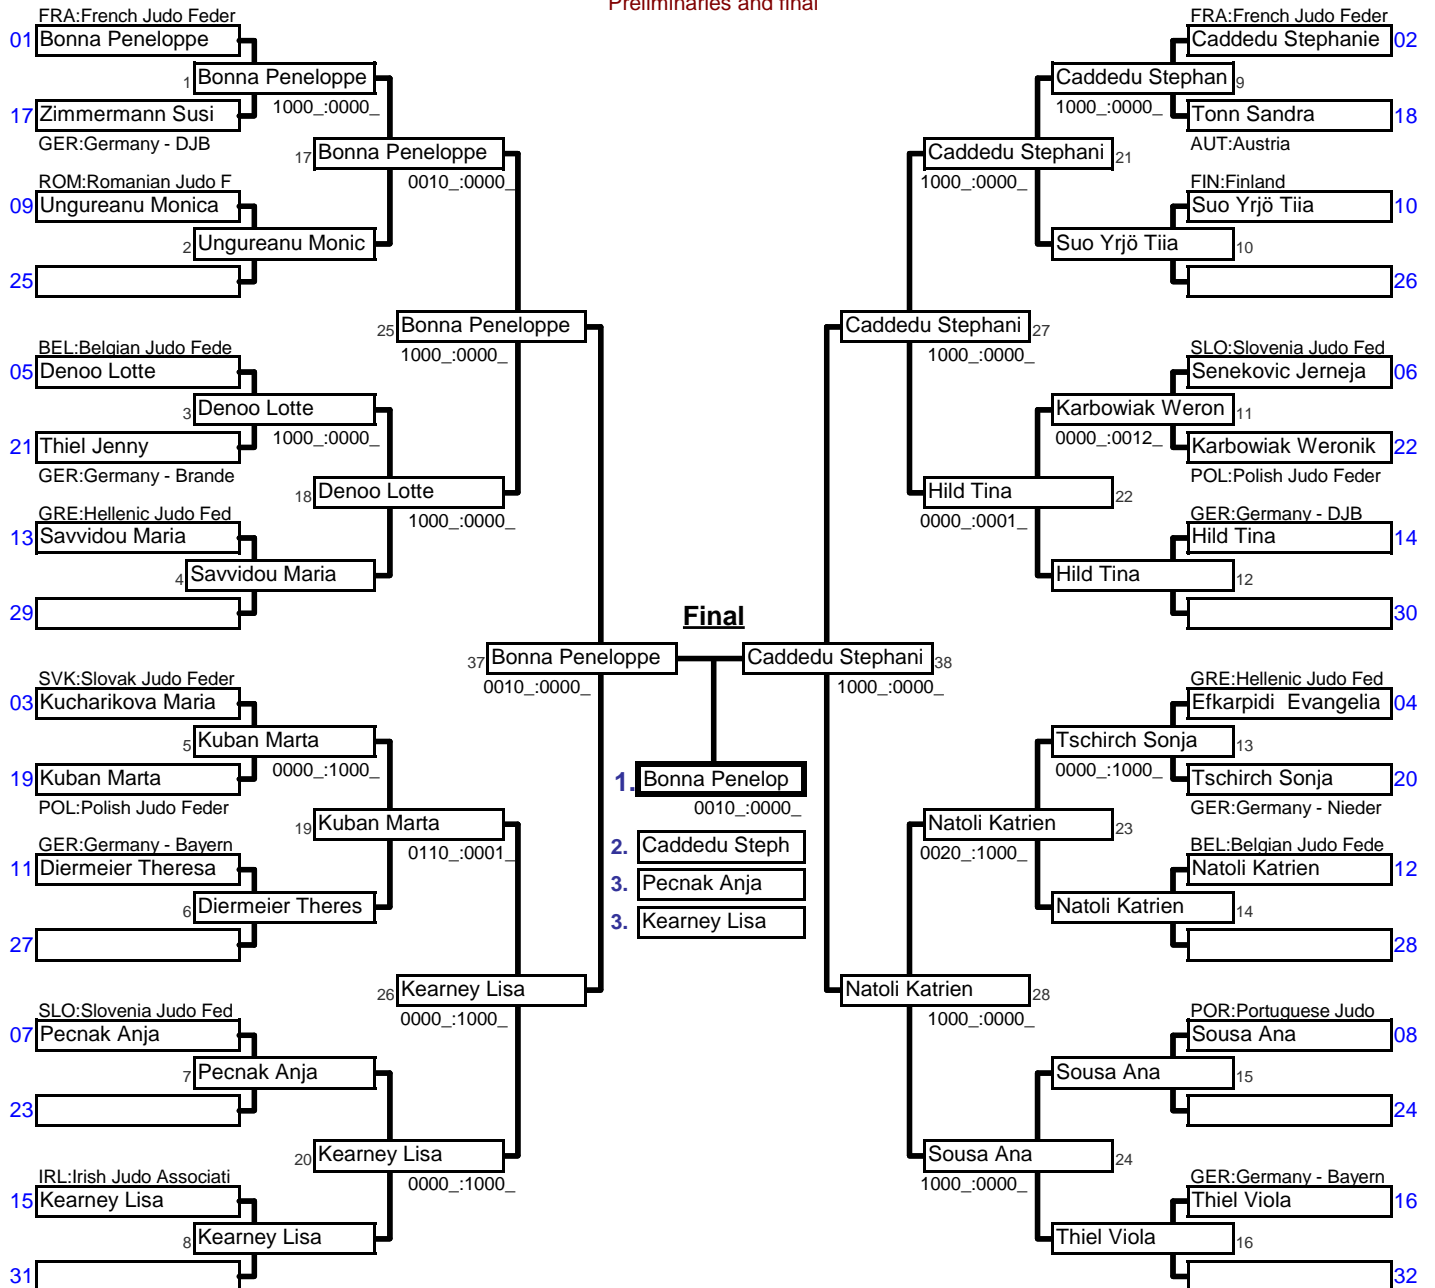 Preliminaries and final
FRA:French Judo Feder
01 Bonna Peneloppe
1 Bonna Peneloppe
1000_:0000_
17 Zimmermann Susi
GER:Germany - DJB
17 Bonna Peneloppe
0010_:0000_
ROM:Romanian Judo F
09 Ungureanu Monica
2 Ungureanu Monic
25
25 Bonna Peneloppe
1000_:0000_
BEL:Belgian Judo Fede
05 Denoo Lotte
3 Denoo Lotte
1000_:0000_
21 Thiel Jenny
GER:Germany - Brande
18 Denoo Lotte
1000_:0000_
GRE:Hellenic Judo Fed
13 Savvidou Maria
4 Savvidou Maria
29
Final
37 Bonna Peneloppe
0010_:0000_
Caddedu Stephani 38
1000_:0000_
SVK:Slovak Judo Feder
03 Kucharikova Maria
5 Kuban Marta
0000_:1000_
19 Kuban Marta
POL:Polish Judo Feder
19 Kuban Marta
0110_:0001_
GER:Germany - Bayern
11 Diermeier Theresa
6 Diermeier Theres
27
26 Kearney Lisa
0000_:1000_
SLO:Slovenia Judo Fed
07 Pecnak Anja
7 Pecnak Anja
23
20 Kearney Lisa
0000_:1000_
IRL:Irish Judo Associati
15 Kearney Lisa
8 Kearney Lisa
31
1. Bonna Penelop
0010_:0000_
2. Caddedu Steph
3. Pecnak Anja
3. Kearney Lisa
FRA:French Judo Feder
Caddedu Stephanie 02
Caddedu Stephan 9
1000_:0000_
Tonn Sandra 18
AUT:Austria
Caddedu Stephani 21
1000_:0000_
FIN:Finland
Suo Yrjö Tiia 10
Suo Yrjö Tiia 10
26
Caddedu Stephani 27
1000_:0000_
SLO:Slovenia Judo Fed
Senekovic Jerneja 06
Karbowiak Weron 11
0000_:0012_
Karbowiak Weronik 22
POL:Polish Judo Feder
Hild Tina 22
0000_:0001_
GER:Germany - DJB
Hild Tina 14
Hild Tina 12
30
GRE:Hellenic Judo Fed
Efkarpidi Evangelia 04
Tschirch Sonja 13
0000_:1000_
Tschirch Sonja 20
GER:Germany - Nieder
Natoli Katrien 23
0020_:1000_
BEL:Belgian Judo Fede
Natoli Katrien 12
Natoli Katrien 14
28
Natoli Katrien 28
1000_:0000_
POR:Portuguese Judo
Sousa Ana 08
Sousa Ana 15
24
Sousa Ana 24
1000_:0000_
GER:Germany - Bayern
Thiel Viola 16
Thiel Viola 16
32